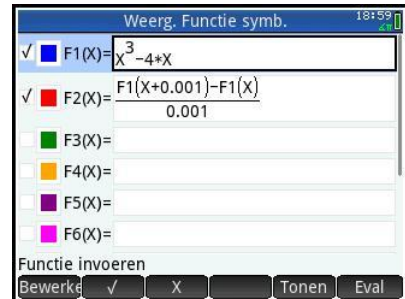 Weerg. Functie symb. 18:59
∠π
√ F1(X)= X³-4*X
√ F2(X)= F1(X+0.001)-F1(X)
0.001
F3(X)=
F4(X)=
F5(X)=
F6(X)=
Functie invoeren
Bewerke √ X Tonen Eval